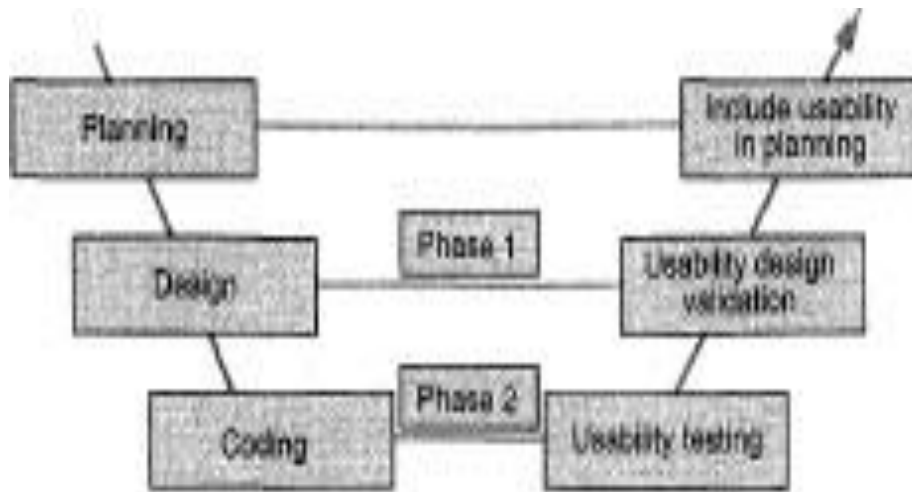 Planning
Include usability
in planning
Phase 1
Design
Usability design
validation
Phase 2
Coding
Usability testing